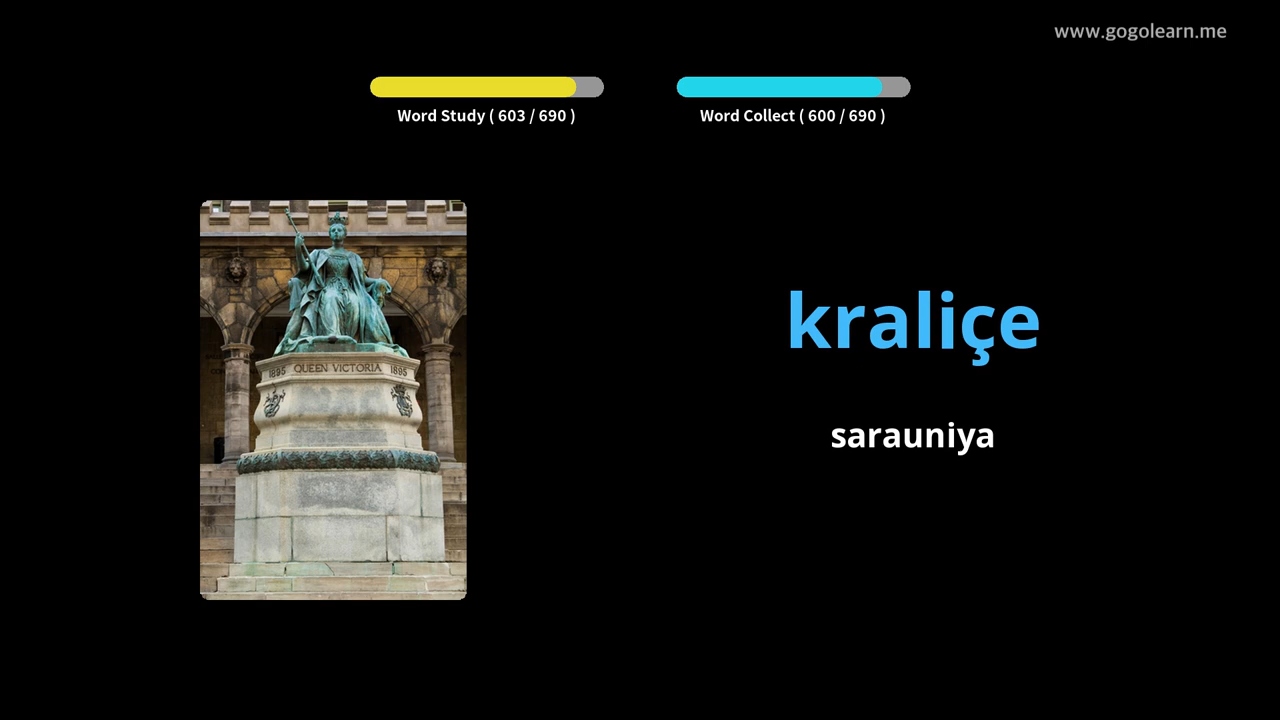 www.gogolearn.me
Word Study ( 603 / 690 )
Word Collect ( 600 / 690 )
1895 QUEEN VICTORIA 1895
kraliçe
sarauniya